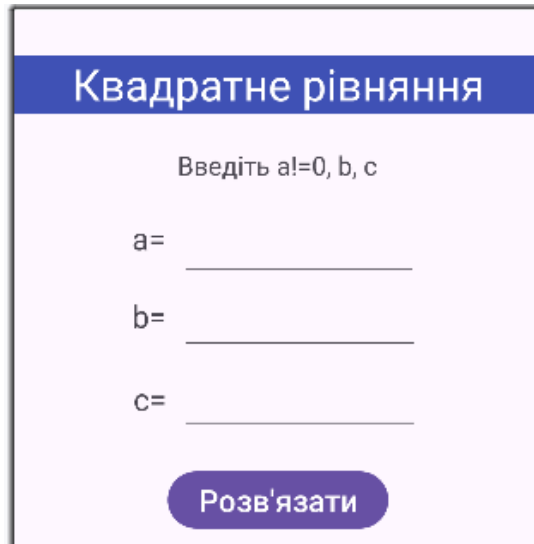 Квадратне рівняння
Введіть a!=0, b, c
a=
b=
c=
Розв'язати